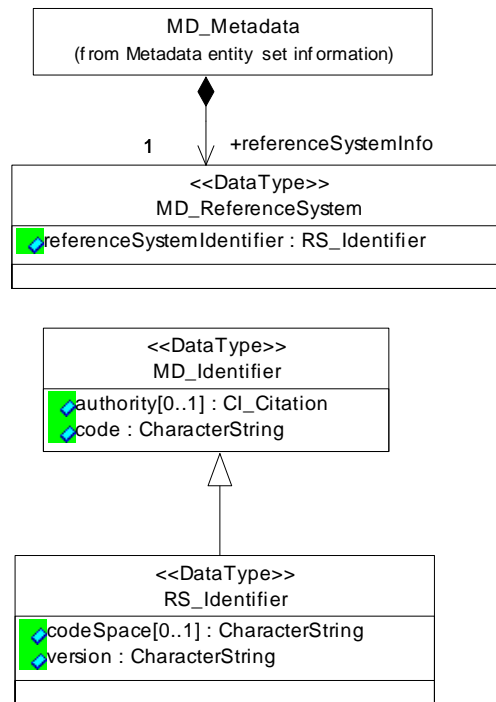 MD_Metadata
(from Metadata entity set information)
1 +referenceSystemInfo
<<DataType>>
MD_ReferenceSystem
referenceSystemIdentifier : RS_Identifier
<<DataType>>
MD_Identifier
authority[0..1] : CI_Citation
code : CharacterString
<<DataType>>
RS_Identifier
codeSpace[0..1] : CharacterString
version : CharacterString